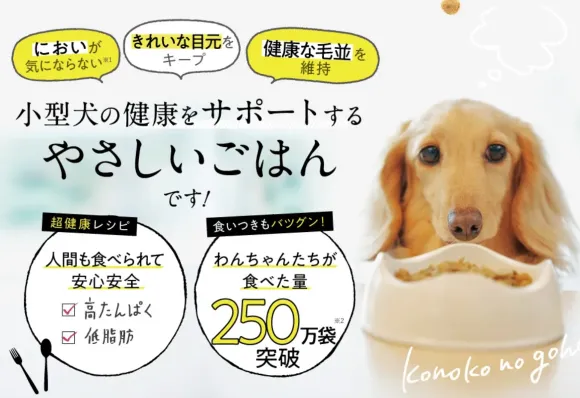 においが
気にならない※1
きれいな目元を
キープ
健康な毛並を
維持
小型犬の健康をサポートする
やさしいごはん
です!
超健康レシピ
人間も食べられて
安心安全
高たんぱく
低脂肪
食いつきもバツグン!
わんちゃんたちが
食べた量
250万袋※2
突破
konoko no goha